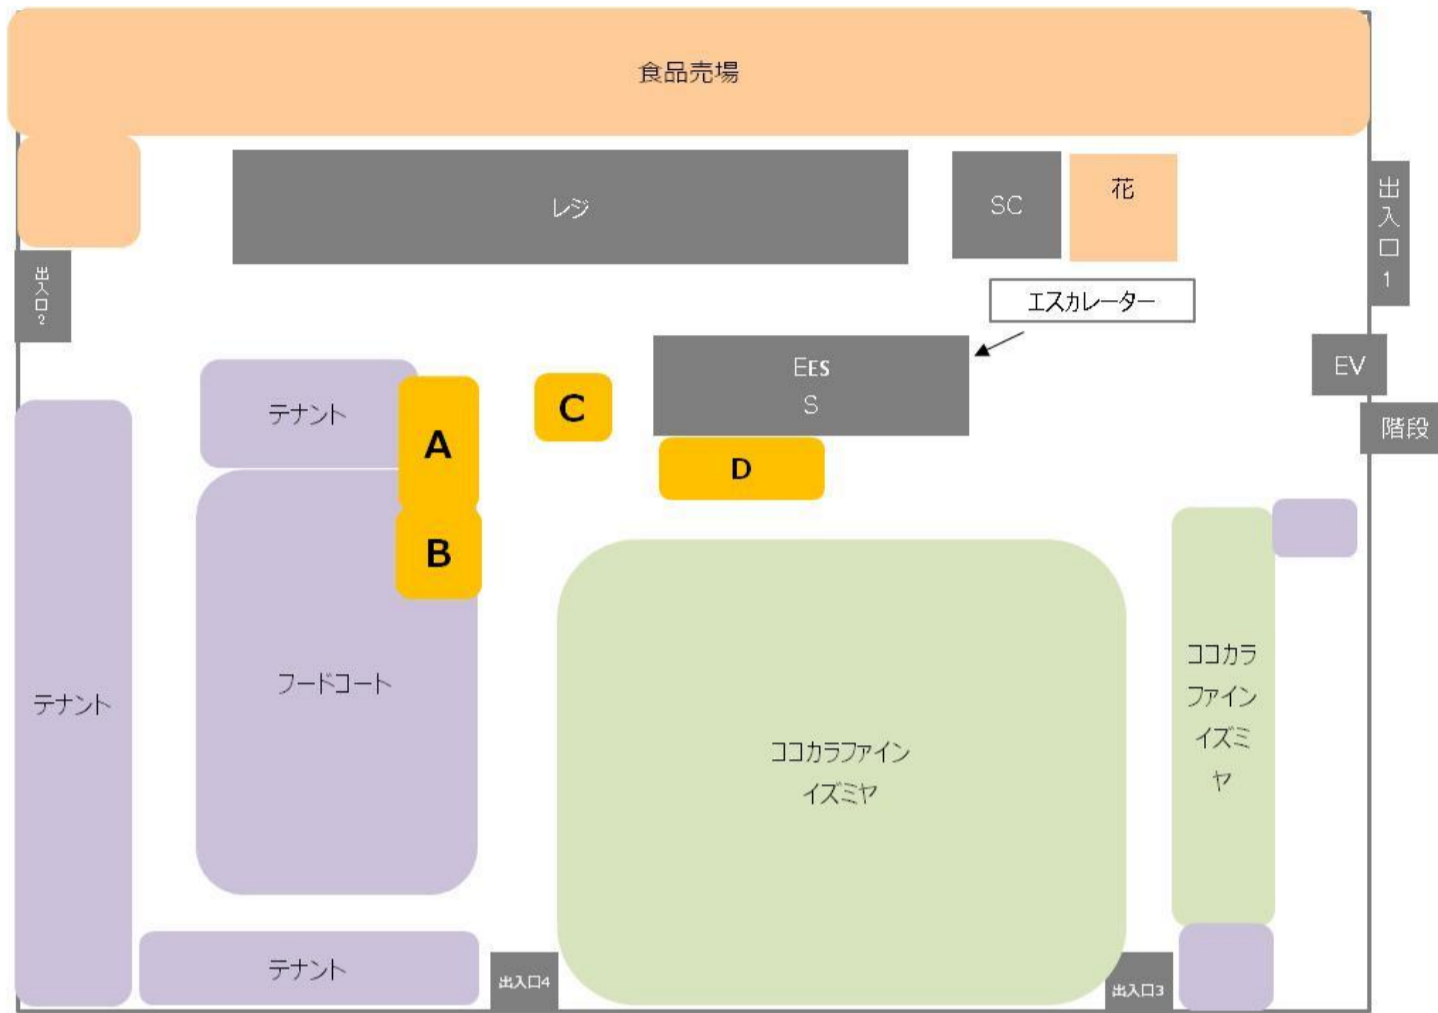 食品売場
レジ
SC
花
出
入
口
1
出
入
口
2
エスカレーター
EES
S
EV
階段
テナント
A
C
D
B
テナント
フードコート
ココカラファイン
イズミヤ
ココカラ
ファイン
イズミ
ヤ
テナント
出入口4
出入口3